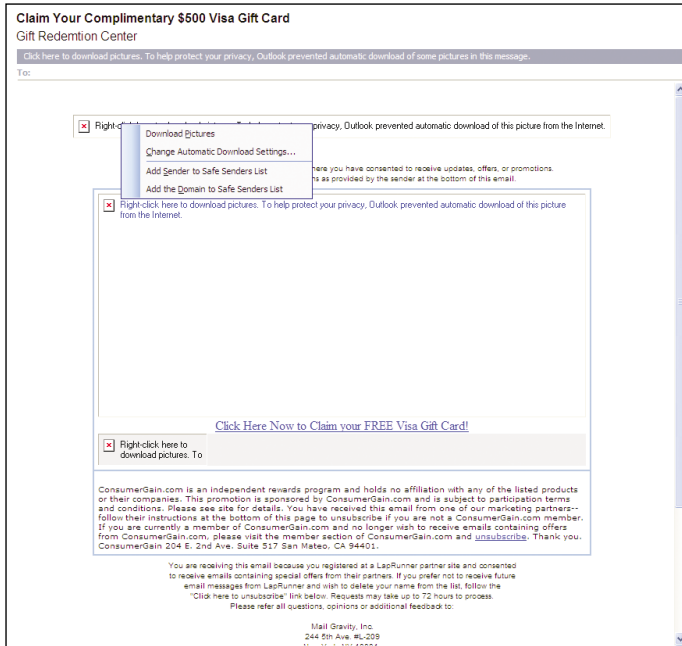 Claim Your Complimentary $500 Visa Gift Card
Gift Redemtion Center
Click here to download pictures. To help protect your privacy, Outlook prevented automatic download of some pictures in this message.
To:
Right-c privacy, Outlook prevented automatic download of this picture from the Internet.
Download Pictures
Change Automatic Download Settings...
Add Sender to Safe Senders List
Add the Domain to Safe Senders List
here you have consented to receive updates, offers, or promotions.
ns as provided by the sender at the bottom of this email.
Right-click here to download pictures. To help protect your privacy, Outlook prevented automatic download of this picture
from the Internet.
Click Here Now to Claim your FREE Visa Gift Card!
Right-click here to
download pictures. To
ConsumerGain.com is an independent rewards program and holds no affiliation with any of the listed products
or their companies. This promotion is sponsored by ConsumerGain.com and is subject to participation terms
and conditions. Please see site for details. You have received this email from one of our marketing partners--
follow their instructions at the bottom of this page to unsubscribe if you are not a ConsumerGain.com member.
If you are currently a member of ConsumerGain.com and no longer wish to receive emails containing offers
from ConsumerGain.com, please visit the member section of ConsumerGain.com and unsubscribe. Thank you.
ConsumerGain 204 E. 2nd Ave. Suite 517 San Mateo, CA 94401.
You are receiving this email because you registered at a LapRunner partner site and consented
to receive emails containing special offers from their partners. If you prefer not to receive future
email messages from LapRunner and wish to delete your name from the list, follow the
"Click here to unsubscribe" link below. Requests may take up to 72 hours to process.
Please refer all questions, opinions or additional feedback to:
Mail Gravity, Inc.
244 5th Ave. #L-209